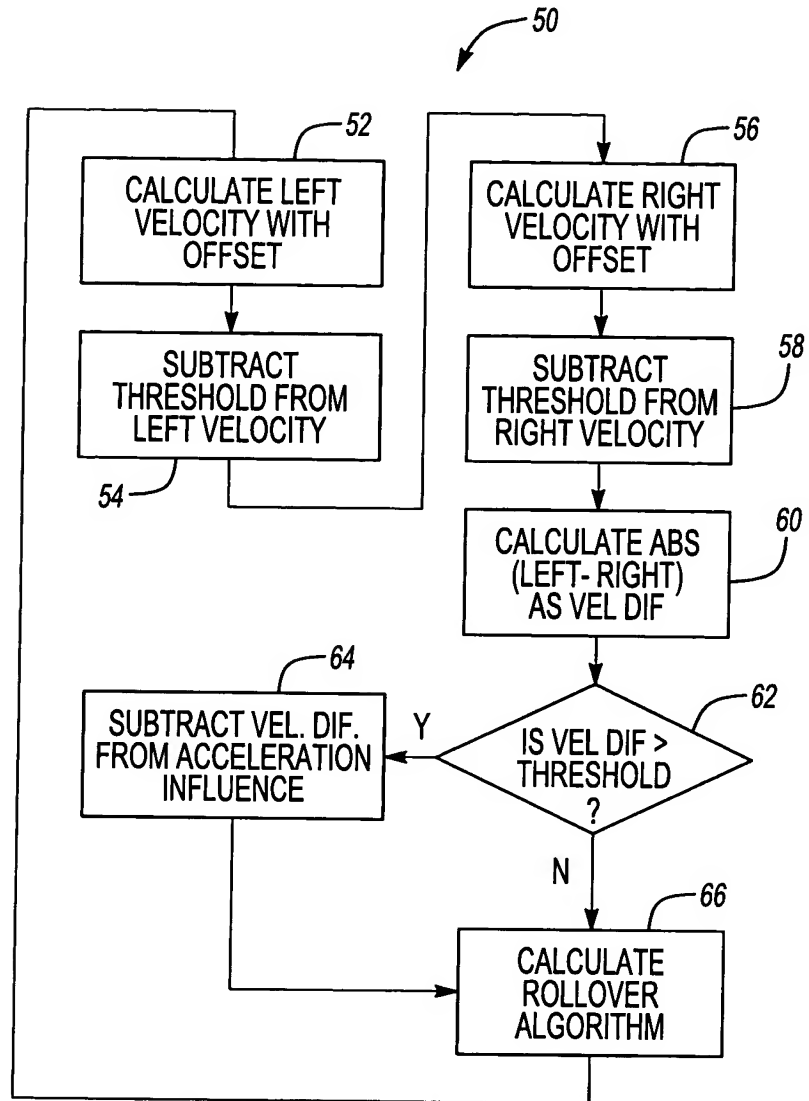 50
52
CALCULATE LEFT
VELOCITY WITH
OFFSET
SUBTRACT
THRESHOLD FROM
LEFT VELOCITY
54
56
CALCULATE RIGHT
VELOCITY WITH
OFFSET
58
SUBTRACT
THRESHOLD FROM
RIGHT VELOCITY
60
CALCULATE ABS
(LEFT- RIGHT)
AS VEL DIF
62
IS VEL DIF >
THRESHOLD
?
Y
N
64
SUBTRACT VEL. DIF.
FROM ACCELERATION
INFLUENCE
66
CALCULATE
ROLLOVER
ALGORITHM